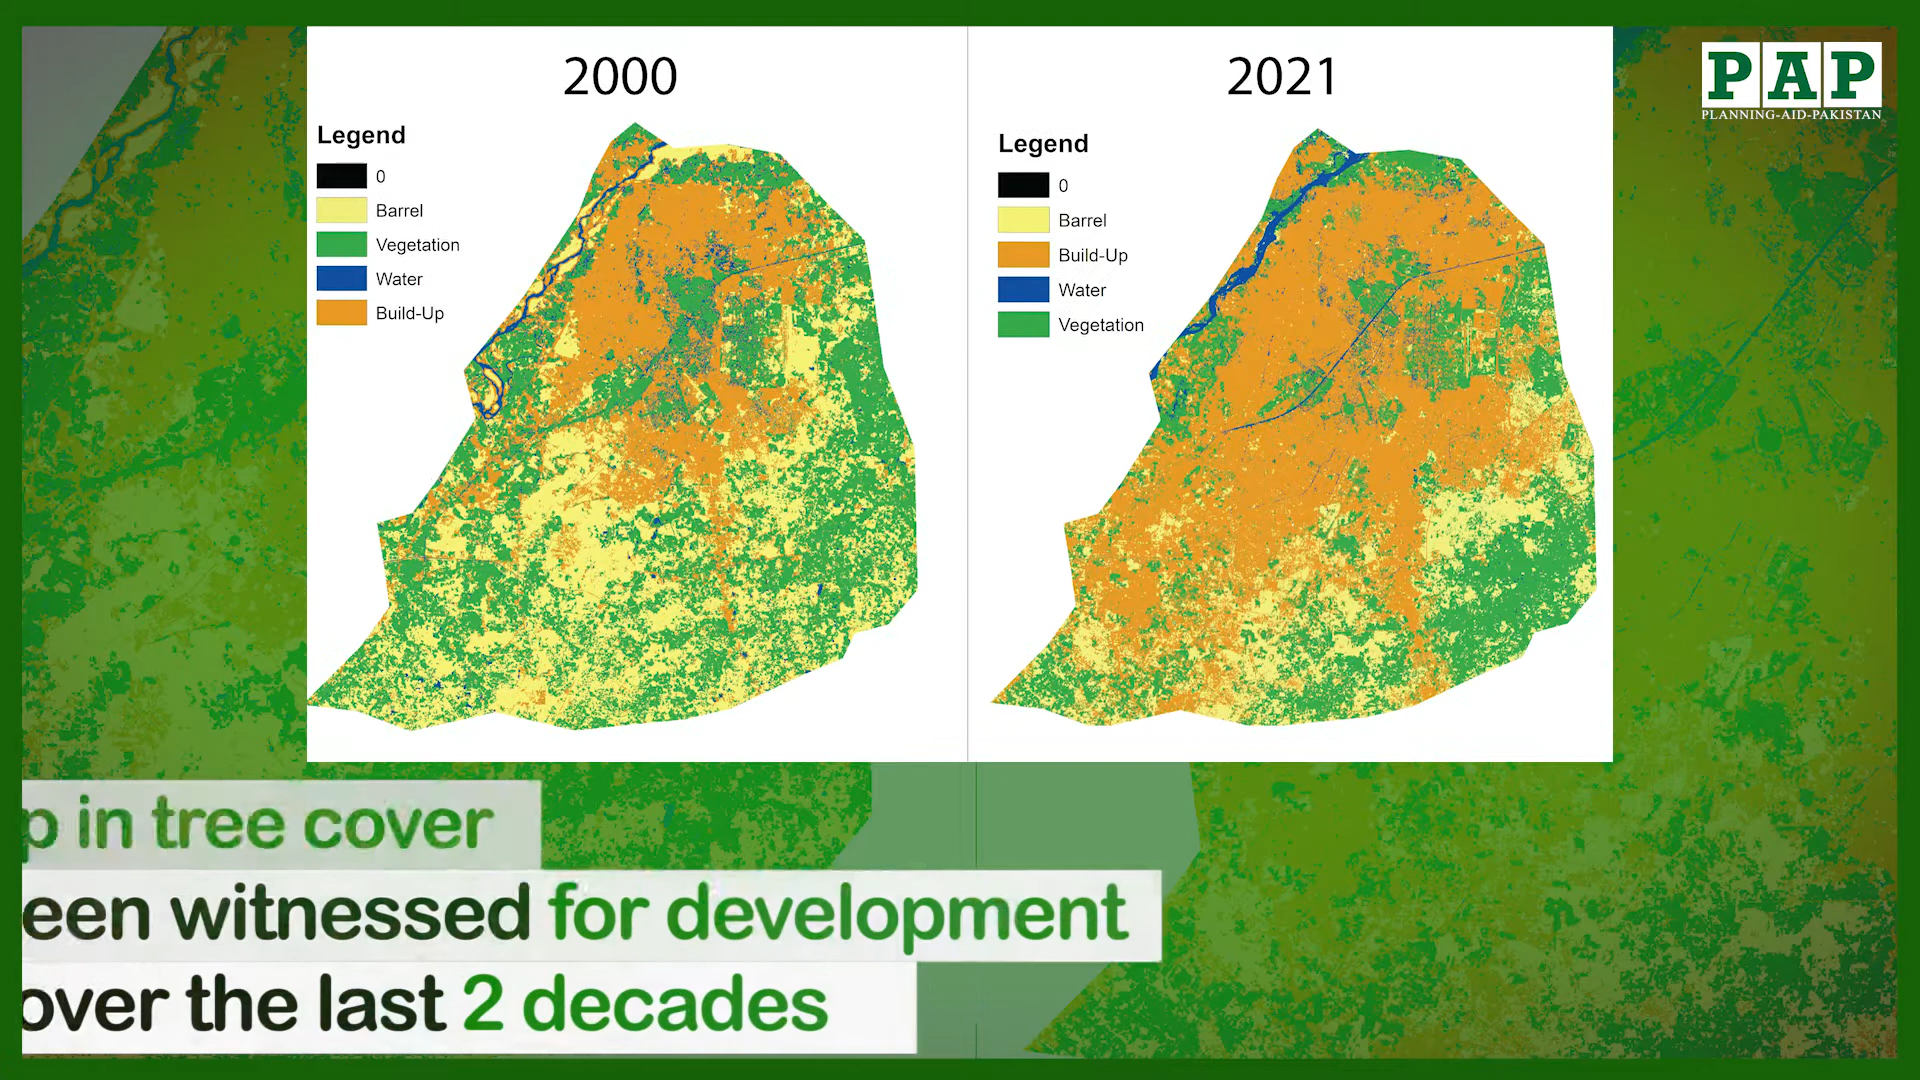 2000
Legend
0
Barrel
Vegetation
Water
Build-Up
2021
Legend
0
Barrel
Build-Up
Water
Vegetation
PAP
PLANNING-AID-PAKISTAN
p in tree cover
een witnessed for development
over the last 2 decades